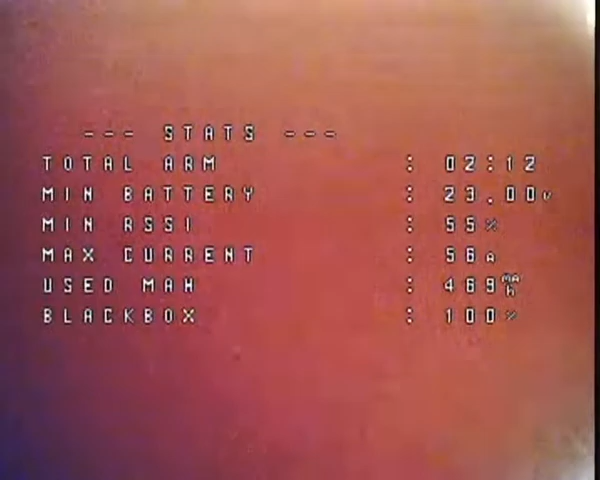 --- STATS ---
TOTAL ARM : 02:12
MIN BATTERY : 23.00V
MIN RSSI : 55%
MAX CURRENT : 56A
USED MAH : 469MAH
BLACKBOX : 100%